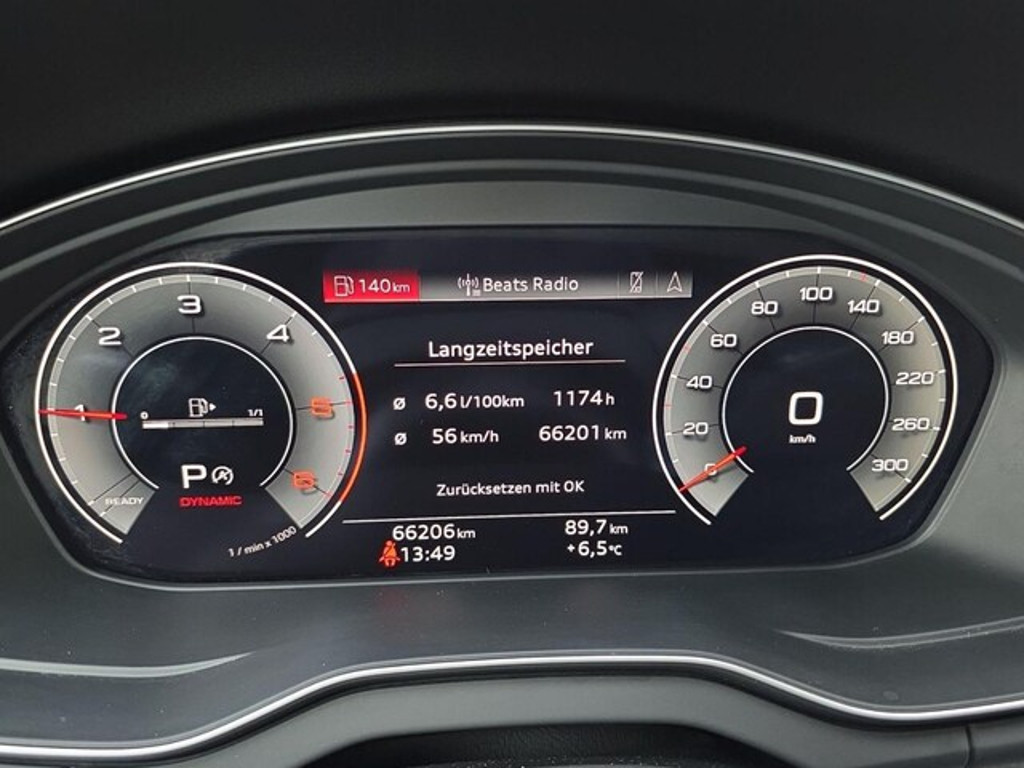 140 km
Beats Radio
Langzeitspeicher
ø 6,6 l/100km 1174 h
ø 56 km/h 66201 km
Zurücksetzen mit OK
66206 km 89,7 km
13:49 +6,5 °C
1
2
3
4
5
6
0 1/1
P
DYNAMIC
READY
1 / min x 1000
0
20
40
60
80
100
140
180
220
260
300
0
km/h